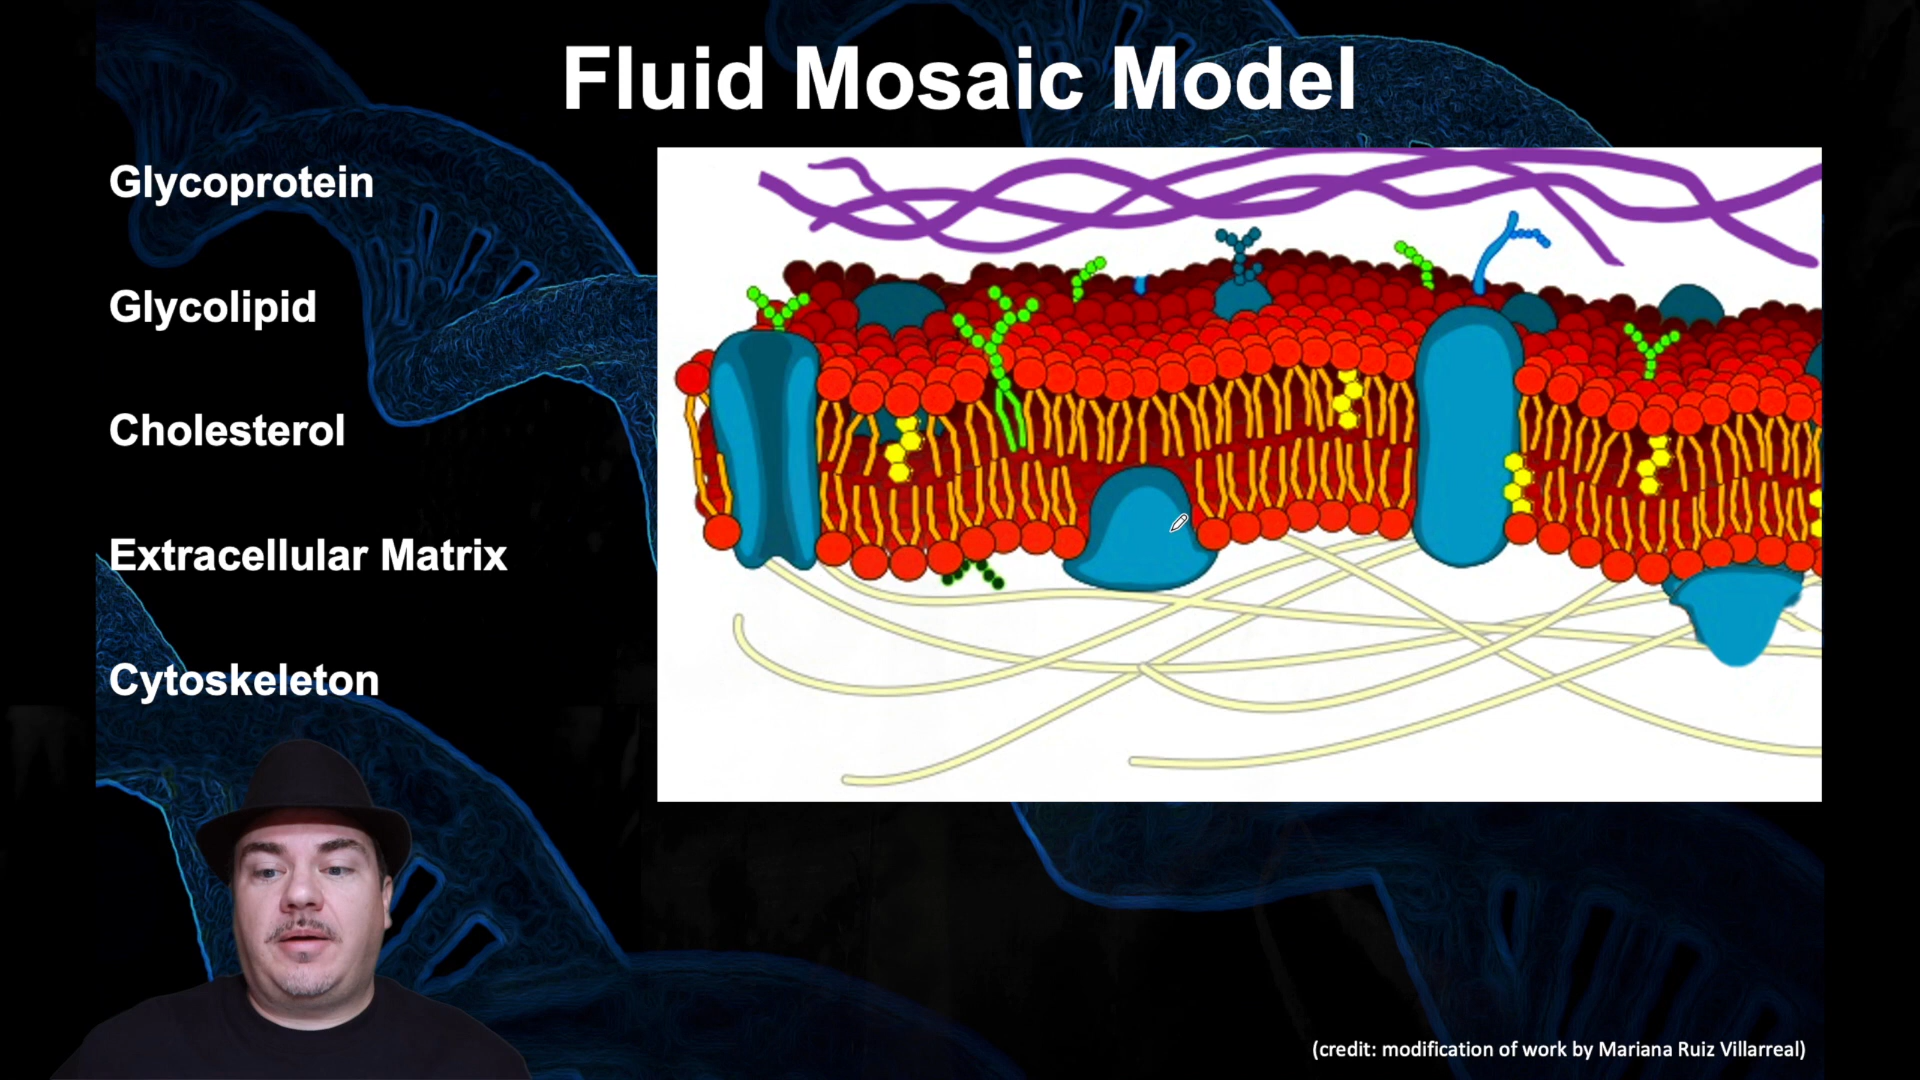 Fluid Mosaic Model
Glycoprotein
Glycolipid
Cholesterol
Extracellular Matrix
Cytoskeleton
(credit: modification of work by Mariana Ruiz Villarreal)